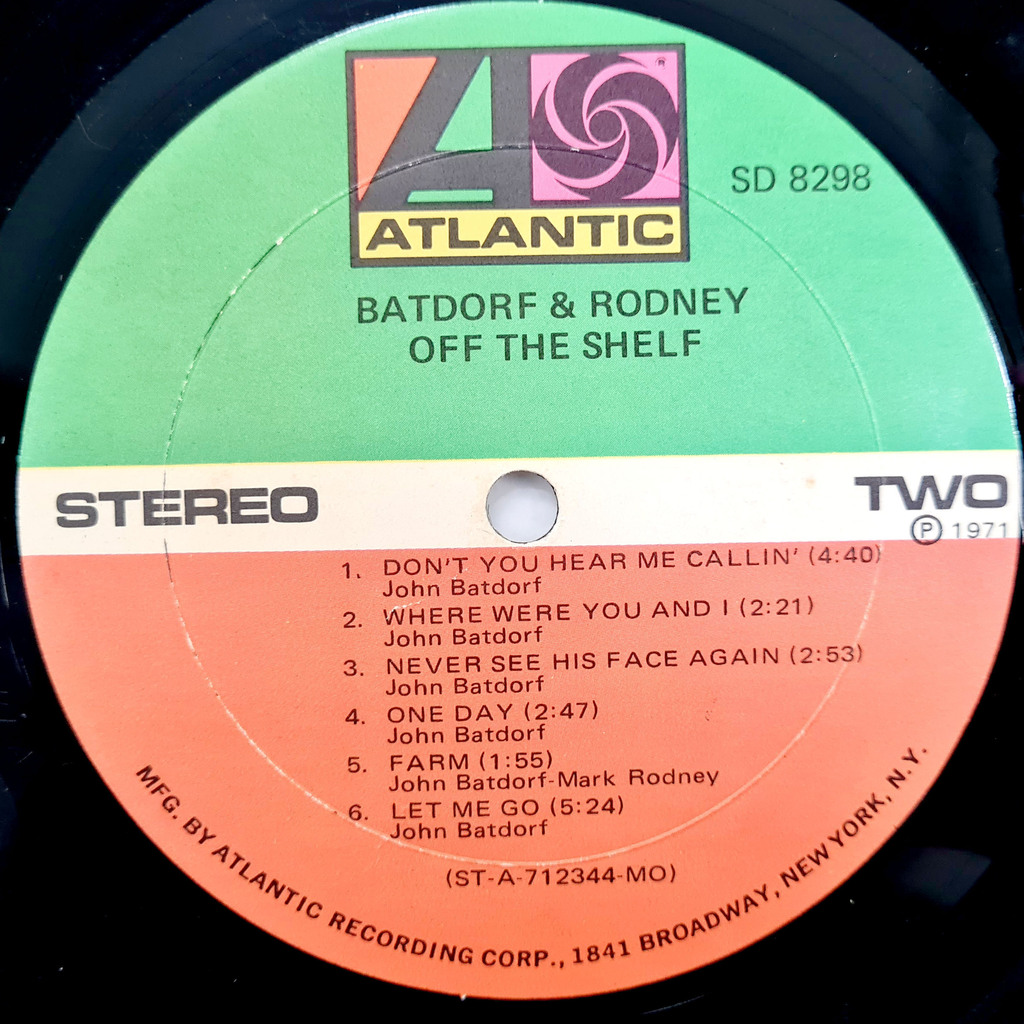 ®
ATLANTIC
SD 8298
BATDORF & RODNEY
OFF THE SHELF
STEREO
TWO
Ⓟ 1971
1. DON'T YOU HEAR ME CALLIN' (4:40)
John Batdorf
2. WHERE WERE YOU AND I (2:21)
John Batdorf
3. NEVER SEE HIS FACE AGAIN (2:53)
John Batdorf
4. ONE DAY (2:47)
John Batdorf
5. FARM (1:55)
John Batdorf-Mark Rodney
6. LET ME GO (5:24)
John Batdorf
(ST-A-712344-MO)
MFG. BY ATLANTIC RECORDING CORP., 1841 BROADWAY, NEW YORK, N.Y.